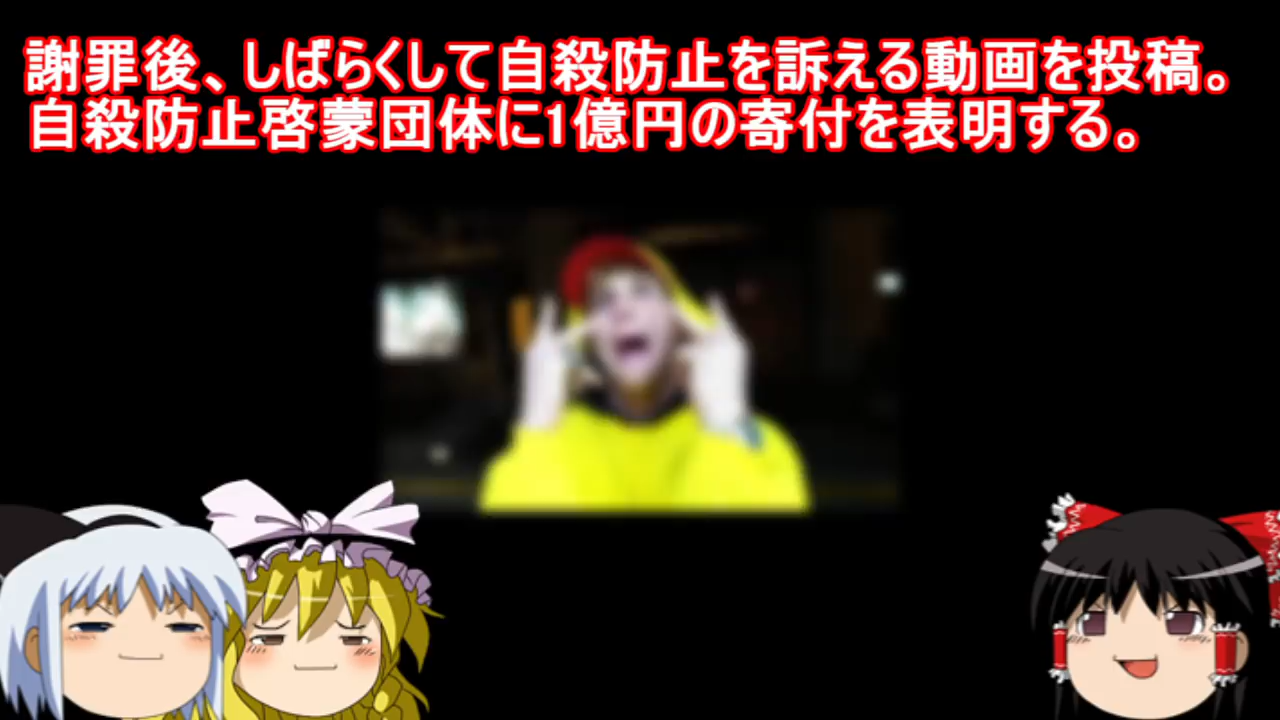 謝罪後、しばらくして自殺防止を訴える動画を投稿。
自殺防止啓蒙団体に1億円の寄付を表明する。